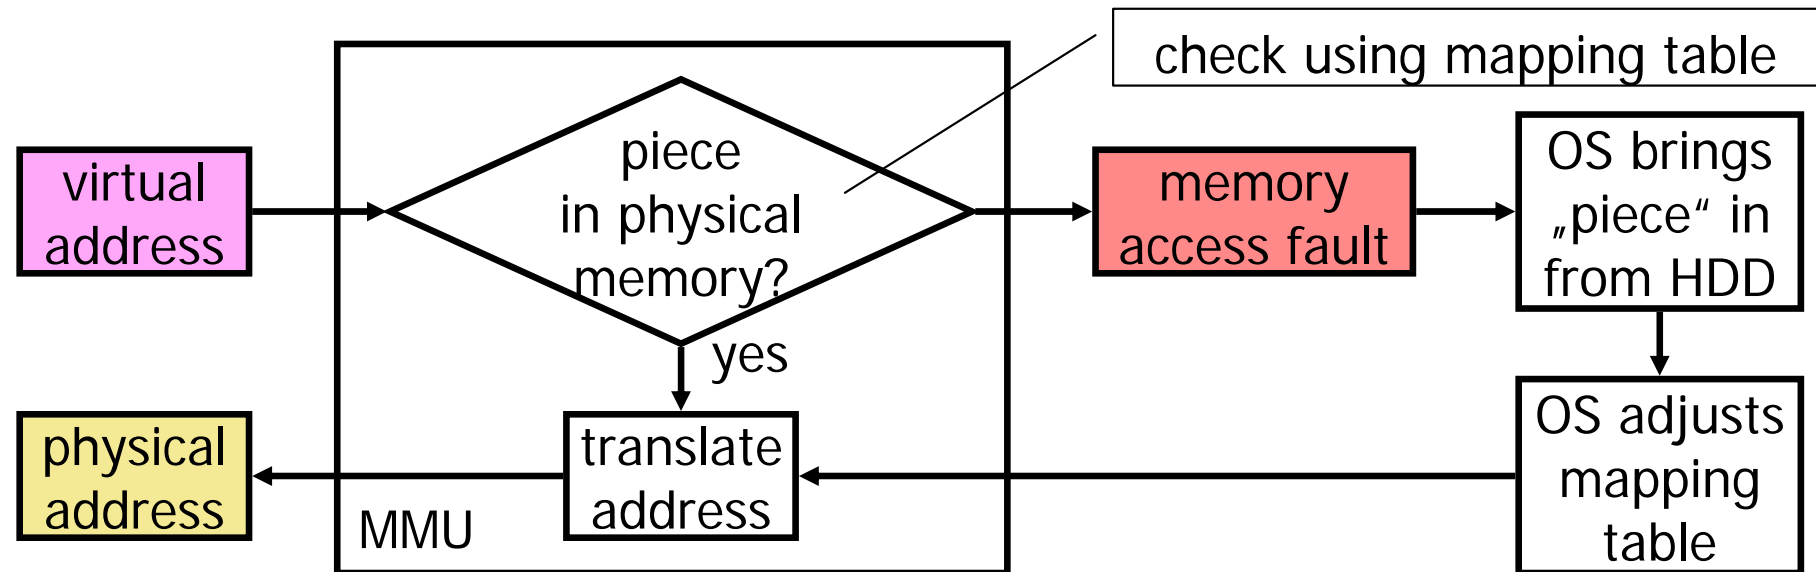 check using mapping table
virtual
address
piece
in physical
memory?
memory
access fault
OS brings
„piece“ in
from HDD
yes
physical
address
translate
address
OS adjusts
mapping
table
MMU